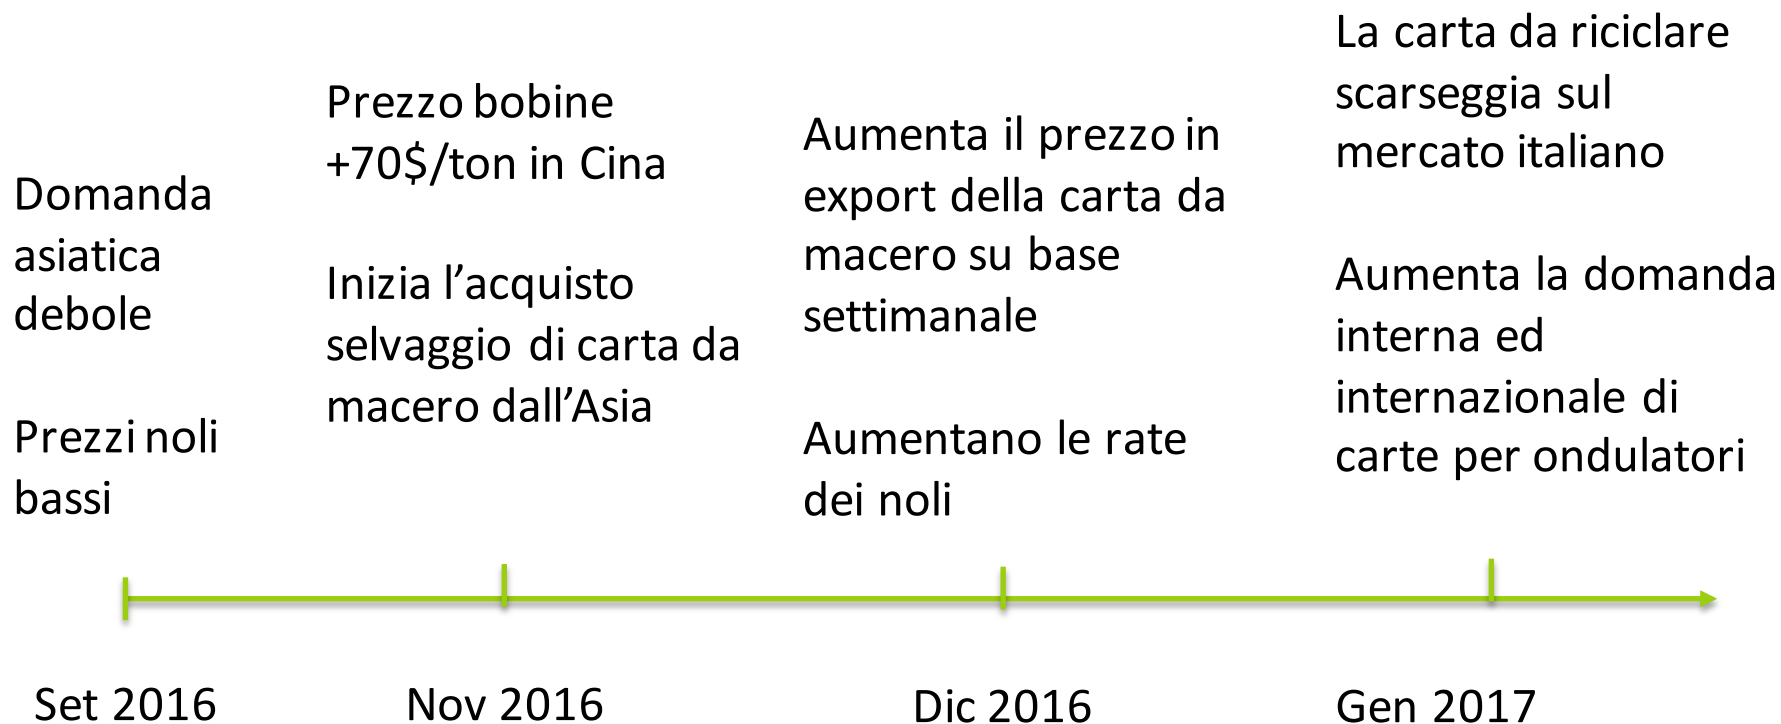 Domanda
asiatica
debole
Prezzi noli
bassi
Prezzo bobine
+70$/ton in Cina
Inizia l’acquisto
selvaggio di carta da
macero dall’Asia
Aumenta il prezzo in
export della carta da
macero su base
settimanale
Aumentano le rate
dei noli
La carta da riciclare
scarseggia sul
mercato italiano
Aumenta la domanda
interna ed
internazionale di
carte per ondulatori
Set 2016
Nov 2016
Dic 2016
Gen 2017